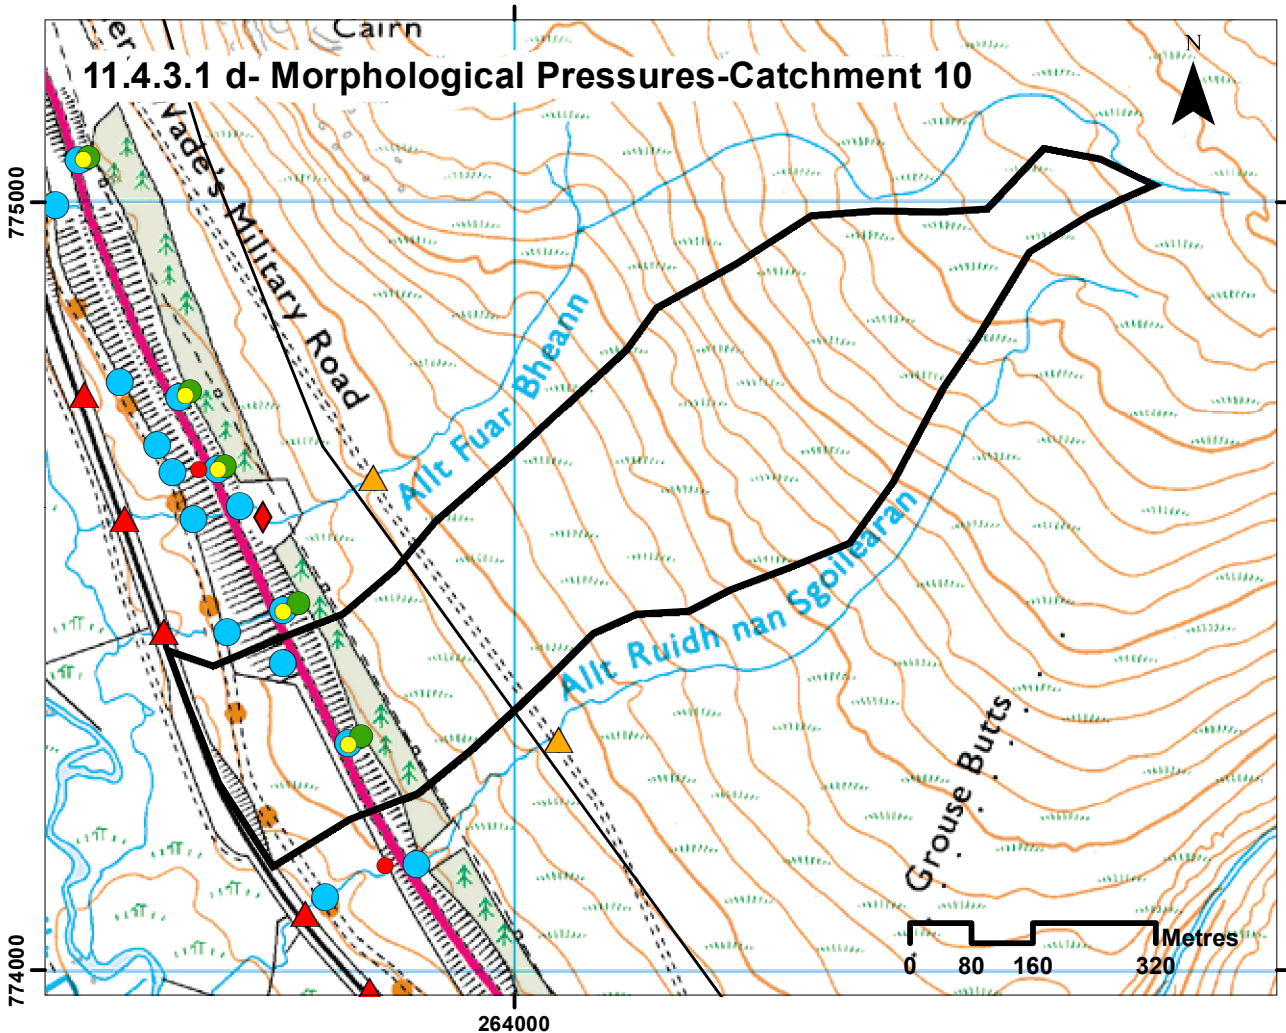 Cairn
11.4.3.1 d- Morphological Pressures-Catchment 10
N
Wade's Military Road
775000
Allt Fuar Bheann
Allt Ruidh nan Sgoilearan
Grouse Butts
Metres
0 80 160 320
774000
264000